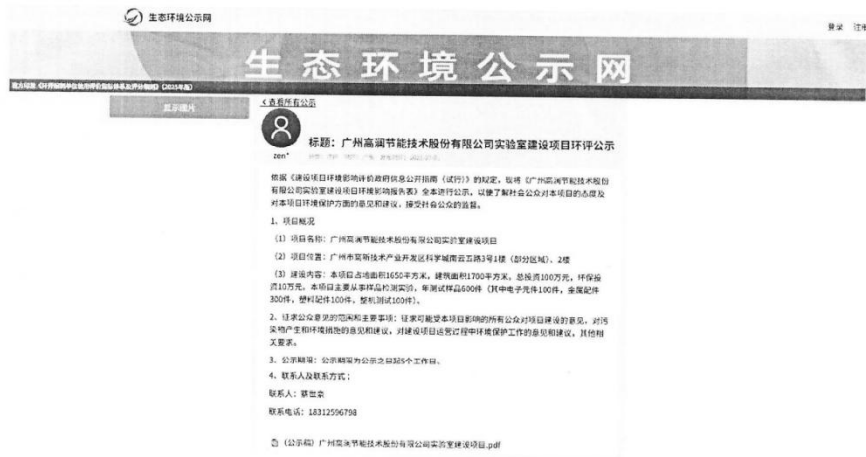 生态环境公示网
登录 注册
生态环境公示网
显示图片
<查看所有公示
zen*
标题：广州高润节能技术股份有限公司实验室建设项目环评公示
依据《建设项目环境影响评价政府信息公开指南（试行）》的规定，现将《广州高润节能技术股份
有限公司实验室建设项目环境影响报告表》全本进行公示，以便了解社会公众对本项目的态度及
对本项目环境保护方面的意见和建议，接受社会公众的监督。
1、项目概况
（1）项目名称：广州高润节能技术股份有限公司实验室建设项目
（2）项目位置：广州市高新技术产业开发区科学城南云五路3号1楼（部分区域）、2楼
（3）建设内容：本项目占地面积1650平方米，建筑面积1700平方米，总投资100万元，环保投
资10万元。本项目主要从事样品检测实验，年测试样品600件（其中电子元件100件，金属配件
300件，塑料配件100件，整机测试100件）。
2、征求公众意见的范围和主要事项：征求可能受本项目影响的所有公众对项目建设的意见，对污
染物产生和环境措施的意见和建议，对建设项目运营过程中环境保护工作的意见和建议，其他相
关要求。
3、公示期限：公示期限为公示之日起5个工作日。
4、联系人及联系方式：
联系人：蔡世豪
联系电话：18312596798
（公示稿）广州高润节能技术股份有限公司实验室建设项目.pdf